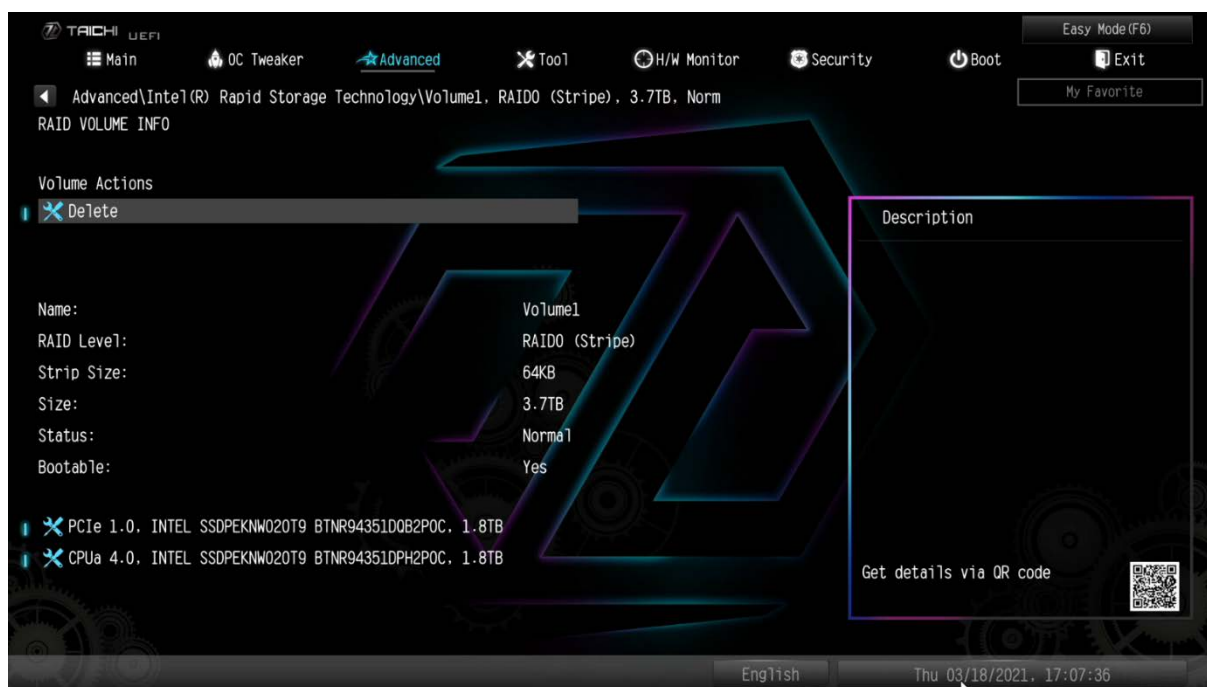 TAICHI UEFI
Easy Mode(F6)
Main OC Tweaker Advanced Tool H/W Monitor Security Boot Exit
Advanced\Intel(R) Rapid Storage Technology\Volume1, RAID0 (Stripe), 3.7TB, Norm
My Favorite
RAID VOLUME INFO
Volume Actions
Delete
Description
Name: Volume1
RAID Level: RAID0 (Stripe)
Strip Size: 64KB
Size: 3.7TB
Status: Normal
Bootable: Yes
PCIe 1.0, INTEL SSDPEKNW020T9 BTNR94351DQB2P0C, 1.8TB
CPUa 4.0, INTEL SSDPEKNW020T9 BTNR94351DPH2P0C, 1.8TB
Get details via QR code
English Thu 03/18/2021, 17:07:36